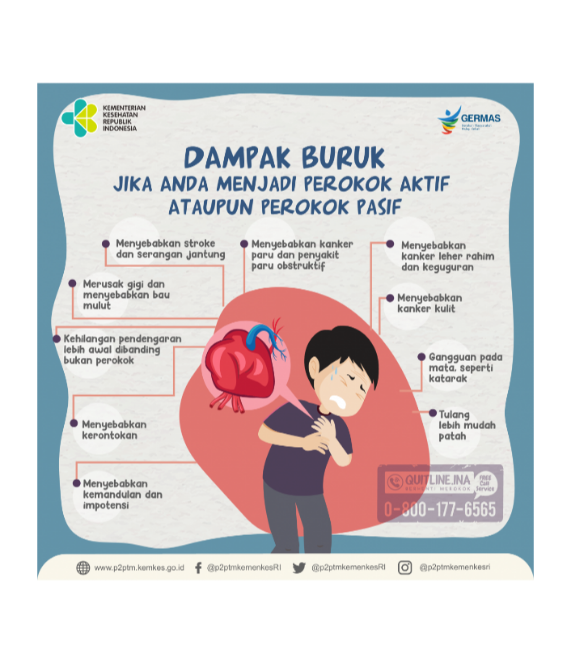 KEMENTERIAN
KESEHATAN
REPUBLIK
INDONESIA
GERMAS
DAMPAK BURUK
JIKA ANDA MENJADI PEROKOK AKTIF
ATAUPUN PEROKOK PASIF
Menyebabkan stroke
dan serangan jantung
Menyebabkan kanker
paru dan penyakit
paru obstruktif
Menyebabkan
kanker leher rahim
dan keguguran
Merusak gigi dan
menyebabkan bau
mulut
Menyebabkan
kanker kulit
Kehilangan pendengaran
lebih awal dibanding
bukan perokok
Gangguan pada
mata, seperti
katarak
Menyebabkan
kerontokan
Tulang
lebih mudah
patah
Menyebabkan
kemandulan dan
impotensi
QUITLINE.INA
BERHENTI MEROKOK
FREE
0-800-177-6565
www.p2ptm.kemkes.go.id
@p2ptmkemenkesRI
@p2ptmkemenkesRI
@p2ptmkemenkesri